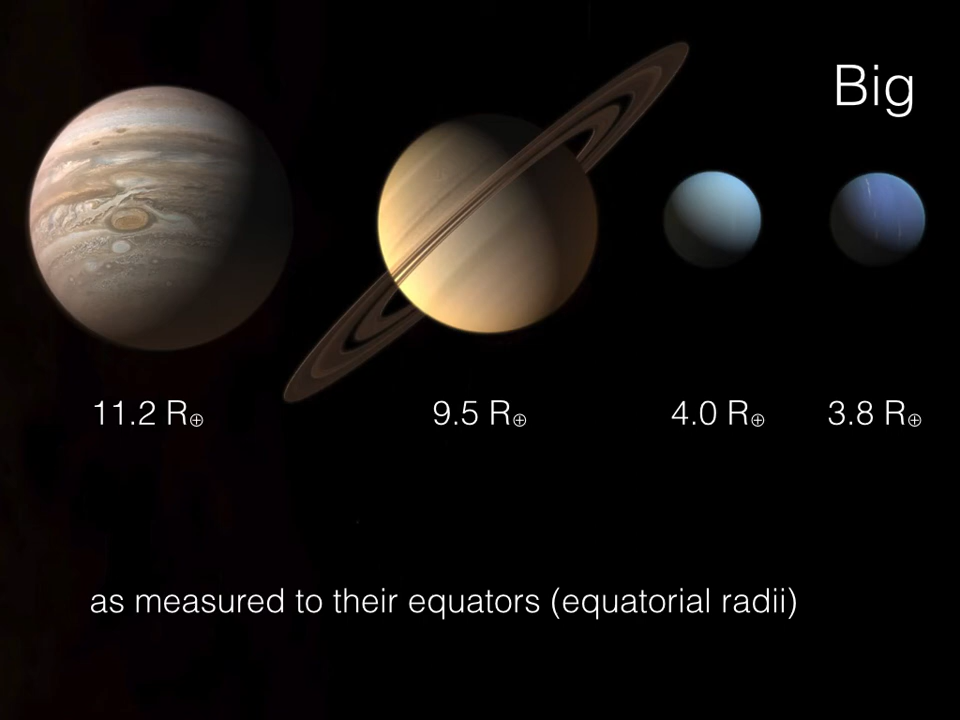 Big
11.2 R⊕ 9.5 R⊕ 4.0 R⊕ 3.8 R⊕
as measured to their equators (equatorial radii)